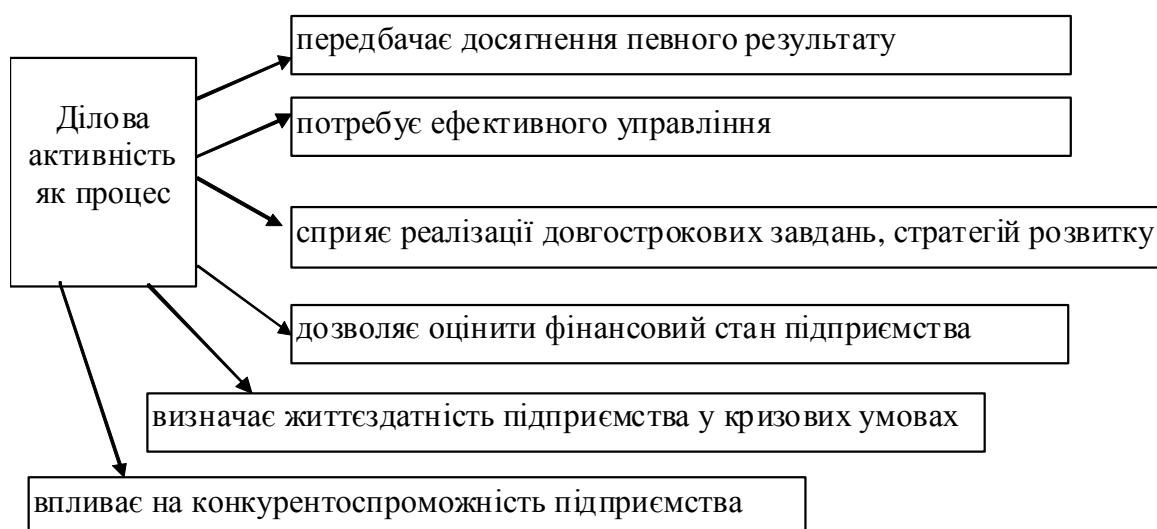 передбачає досягнення певного результату
Ділова
активність
як процес
потребує ефективного управління
сприяє реалізації довгострокових завдань, стратегій розвитку
дозволяє оцінити фінансовий стан підприємства
визначає життєздатність підприємства у кризових умовах
впливає на конкурентоспроможність підприємства